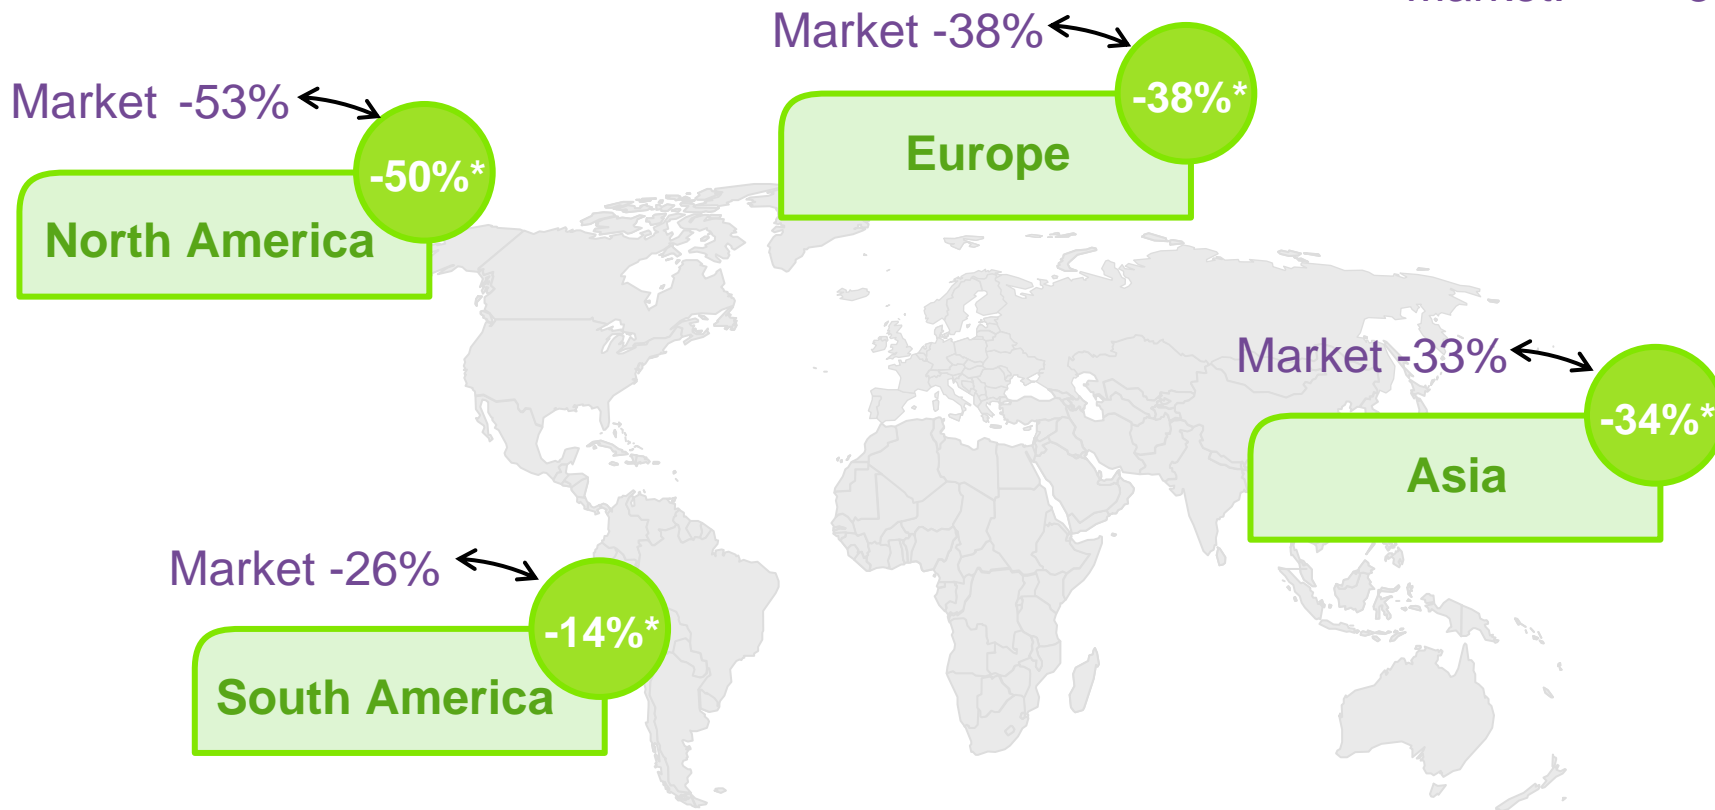 Market -38%
-38%*
Europe
Market -53%
-50%*
North America
Market -33%
-34%*
Asia
Market -26%
-14%*
South America